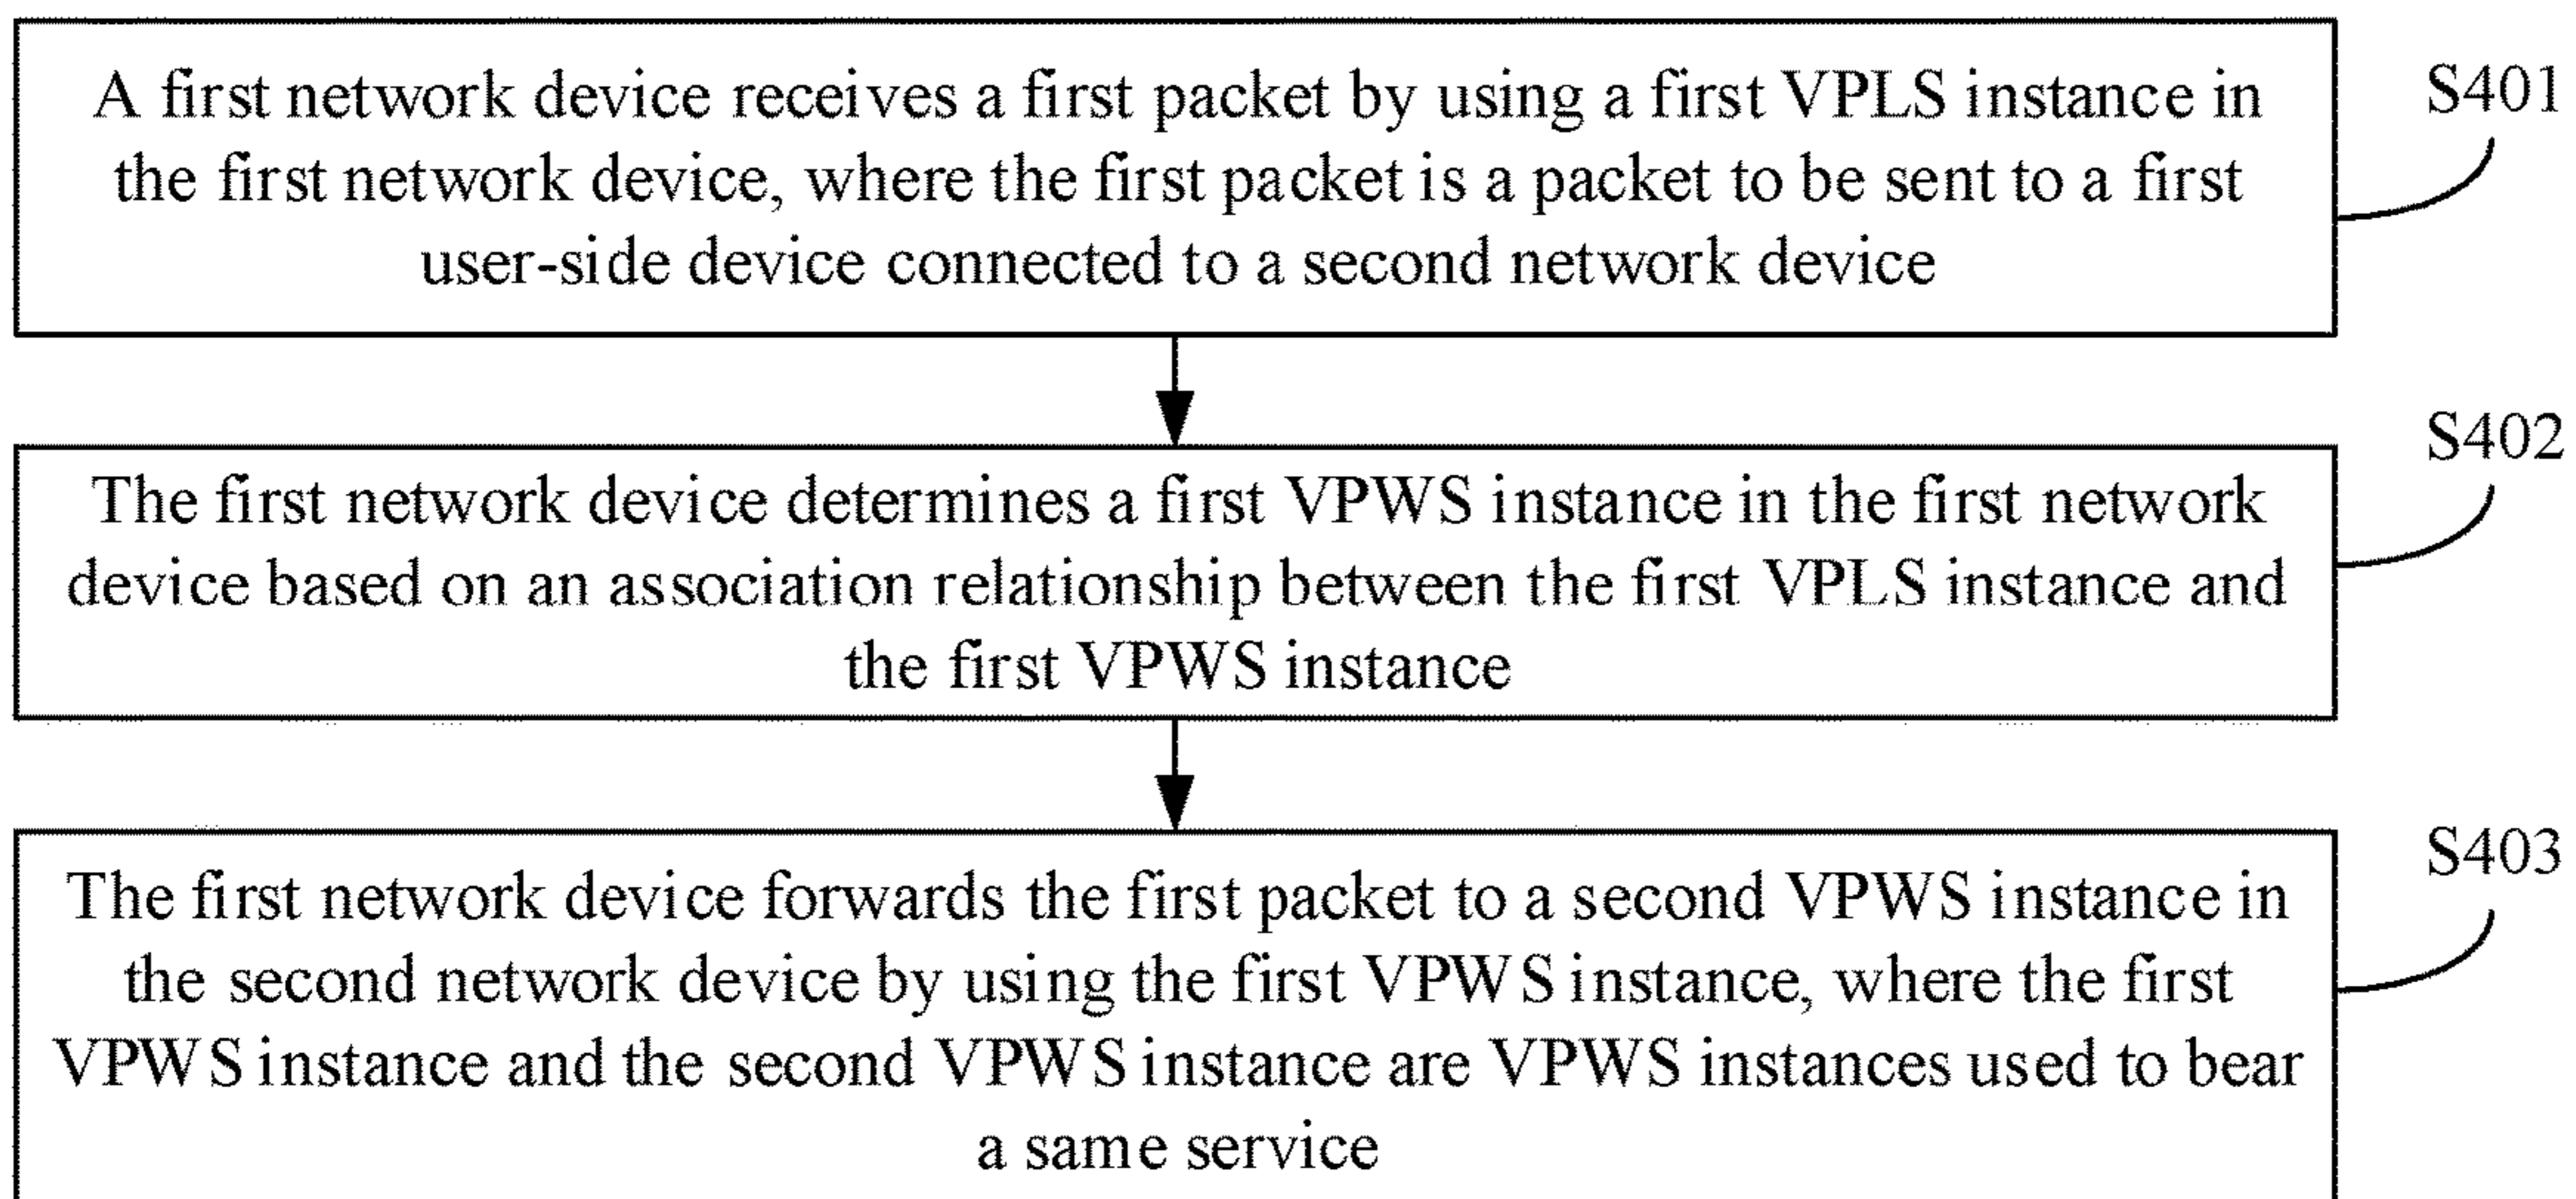 A first network device receives a first packet by using a first VPLS instance in
the first network device, where the first packet is a packet to be sent to a first
user-side device connected to a second network device
S401
The first network device determines a first VPWS instance in the first network
device based on an association relationship between the first VPLS instance and
the first VPWS instance
S402
The first network device forwards the first packet to a second VPWS instance in
the second network device by using the first VPWS instance, where the first
VPWS instance and the second VPWS instance are VPWS instances used to bear
a same service
S403